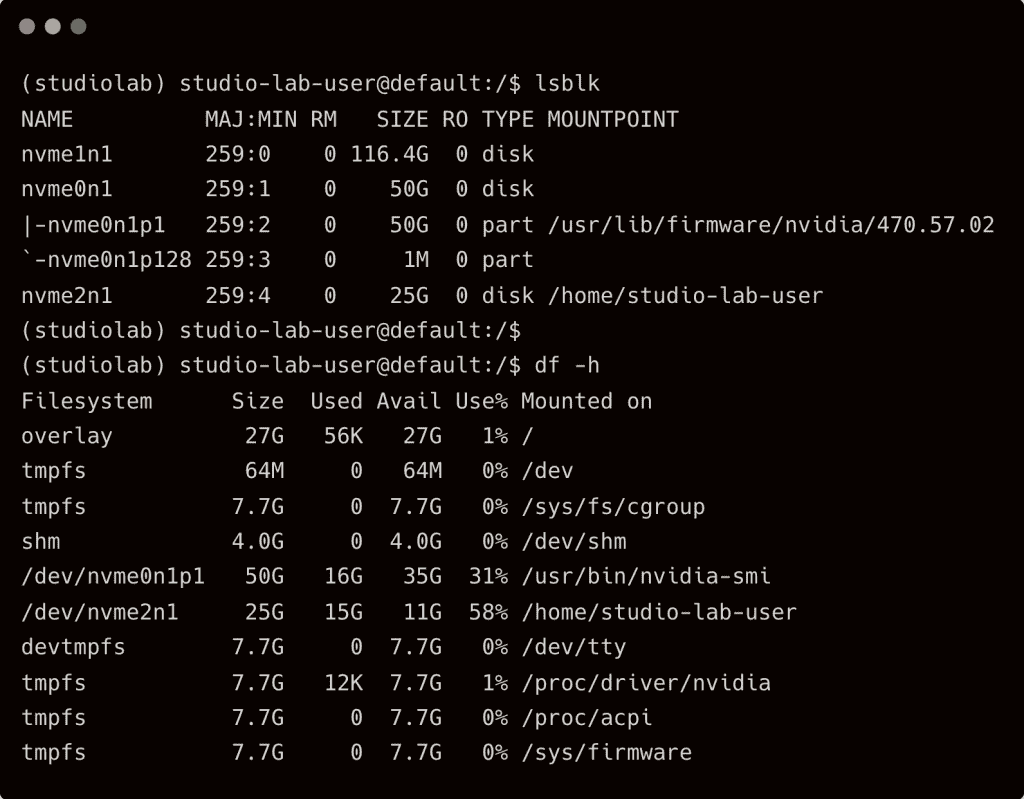 (studiolab) studio-lab-user@default:/$ lsblk
NAME          MAJ:MIN RM   SIZE RO TYPE MOUNTPOINT
nvme1n1       259:0    0 116.4G  0 disk
nvme0n1       259:1    0    50G  0 disk
|-nvme0n1p1   259:2    0    50G  0 part /usr/lib/firmware/nvidia/470.57.02
`-nvme0n1p128 259:3    0     1M  0 part
nvme2n1       259:4    0    25G  0 disk /home/studio-lab-user
(studiolab) studio-lab-user@default:/$
(studiolab) studio-lab-user@default:/$ df -h
Filesystem      Size  Used Avail Use% Mounted on
overlay          27G   56K   27G   1% /
tmpfs            64M     0   64M   0% /dev
tmpfs           7.7G     0  7.7G   0% /sys/fs/cgroup
shm             4.0G     0  4.0G   0% /dev/shm
/dev/nvme0n1p1   50G   16G   35G  31% /usr/bin/nvidia-smi
/dev/nvme2n1     25G   15G   11G  58% /home/studio-lab-user
devtmpfs        7.7G     0  7.7G   0% /dev/tty
tmpfs           7.7G   12K  7.7G   1% /proc/driver/nvidia
tmpfs           7.7G     0  7.7G   0% /proc/acpi
tmpfs           7.7G     0  7.7G   0% /sys/firmware